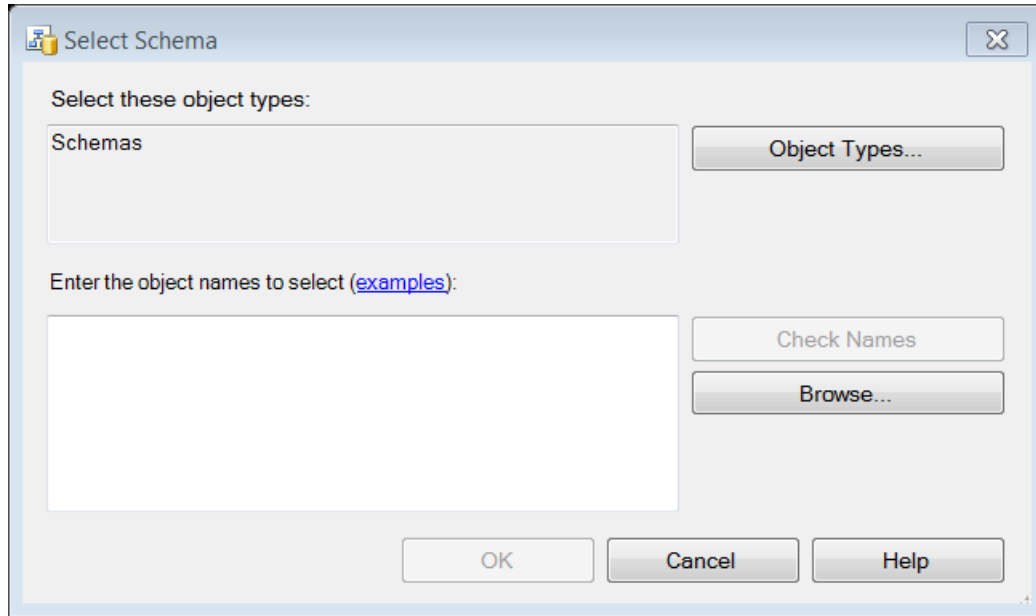 Select Schema
Select these object types:
Schemas
Object Types...
Enter the object names to select (examples):
Check Names
Browse...
OK
Cancel
Help